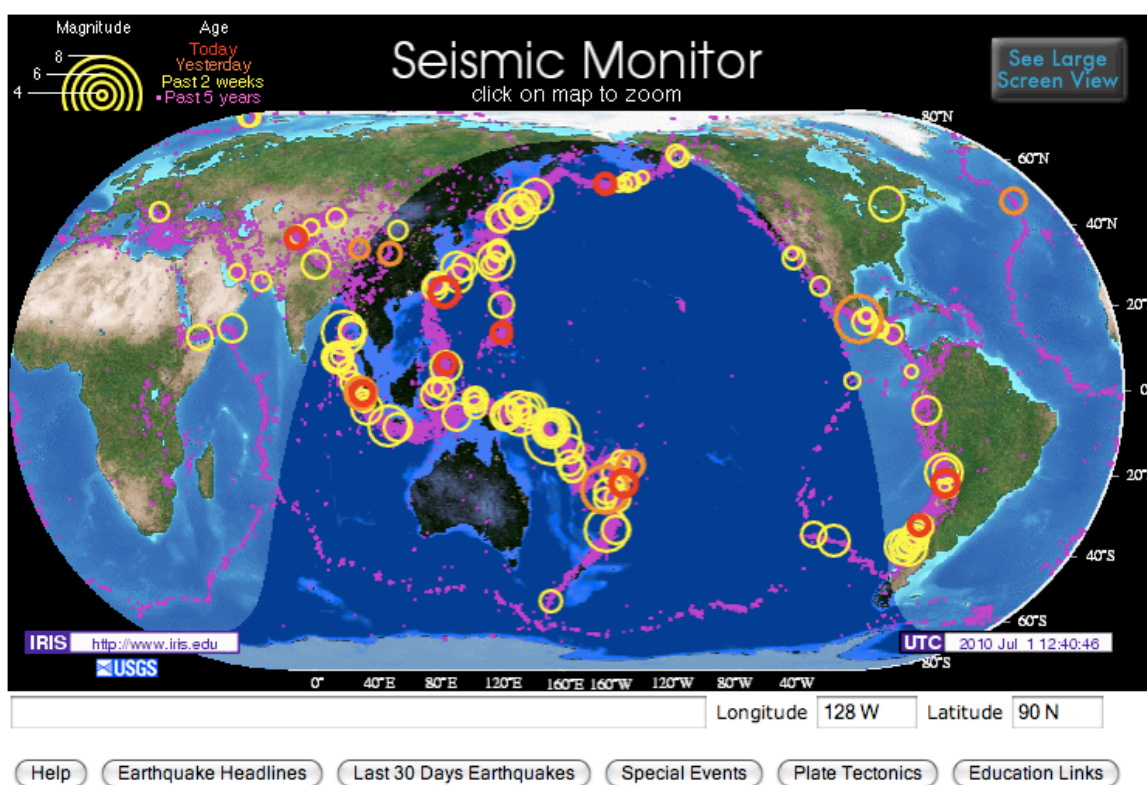 Magnitude Age
8
6
4
Today
Yesterday
Past 2 weeks
Past 5 years
Seismic Monitor
click on map to zoom
See Large
Screen View
80°N
60°N
40°N
20°
0
20°S
40°S
60°S
80°S
IRIS http://www.iris.edu
USGS
UTC 2010 Jul 1 12:40:46
0° 40°E 80°E 120°E 160°E 160°W 120°W 80°W 40°W
Longitude 128 W Latitude 90 N
Help Earthquake Headlines Last 30 Days Earthquakes Special Events Plate Tectonics Education Links